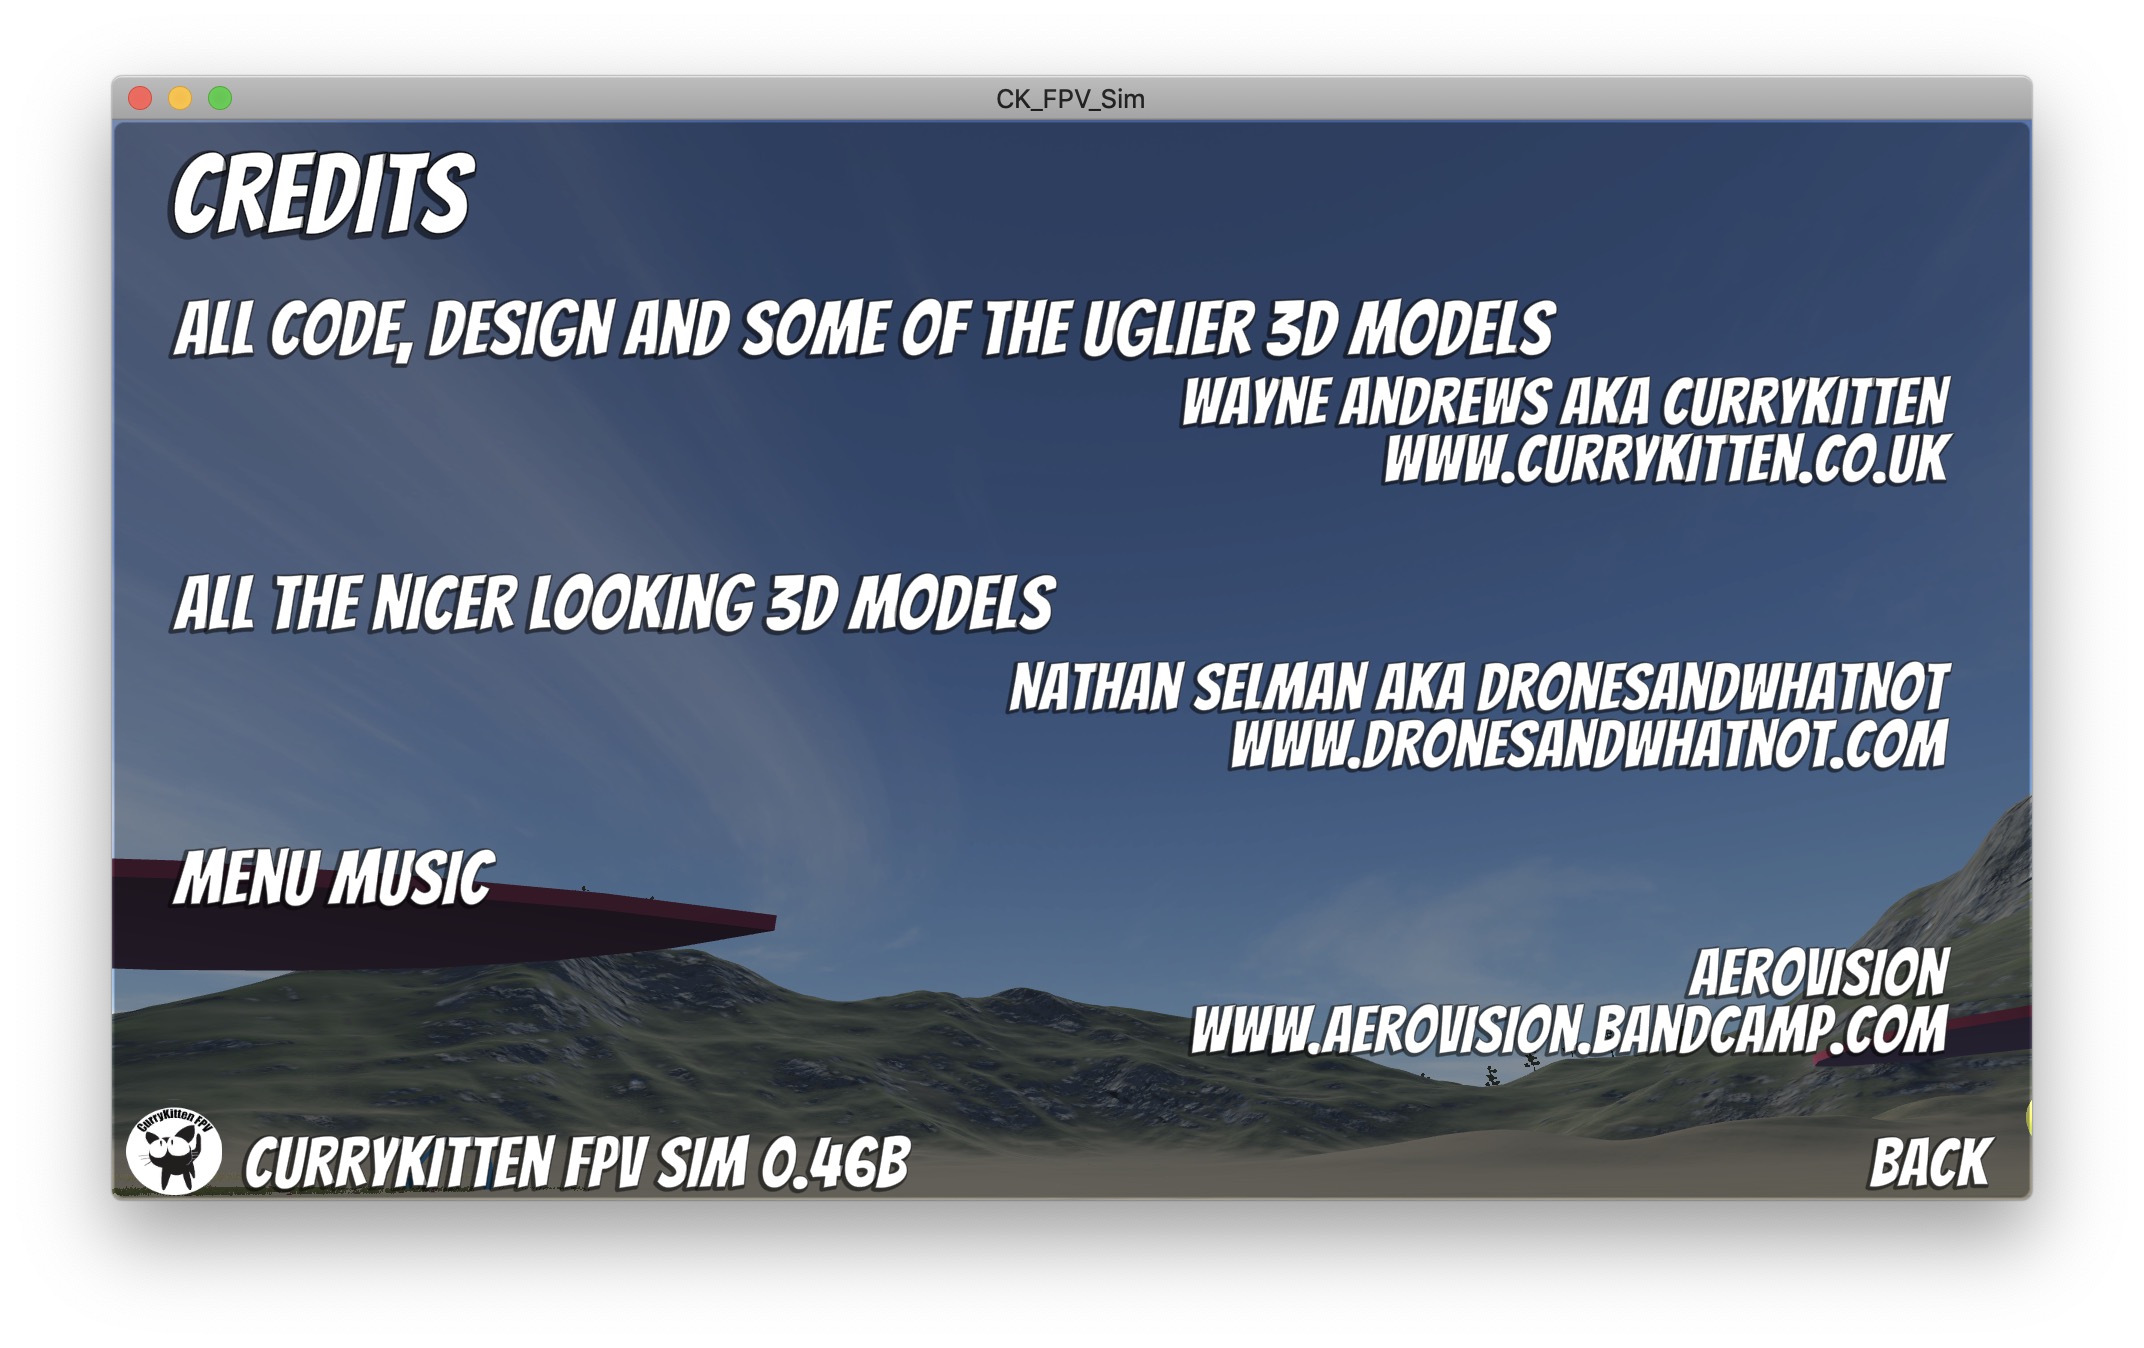 CK_FPV_Sim
CREDITS
ALL CODE, DESIGN AND SOME OF THE UGLIER 3D MODELS
WAYNE ANDREWS AKA CURRYKITTEN
WWW.CURRYKITTEN.CO.UK
ALL THE NICER LOOKING 3D MODELS
NATHAN SELMAN AKA DRONESANDWHATNOT
WWW.DRONESANDWHATNOT.COM
MENU MUSIC
AEROVISION
WWW.AEROVISION.BANDCAMP.COM
CurryKitten FPV
CURRYKITTEN FPV SIM 0.46B
BACK